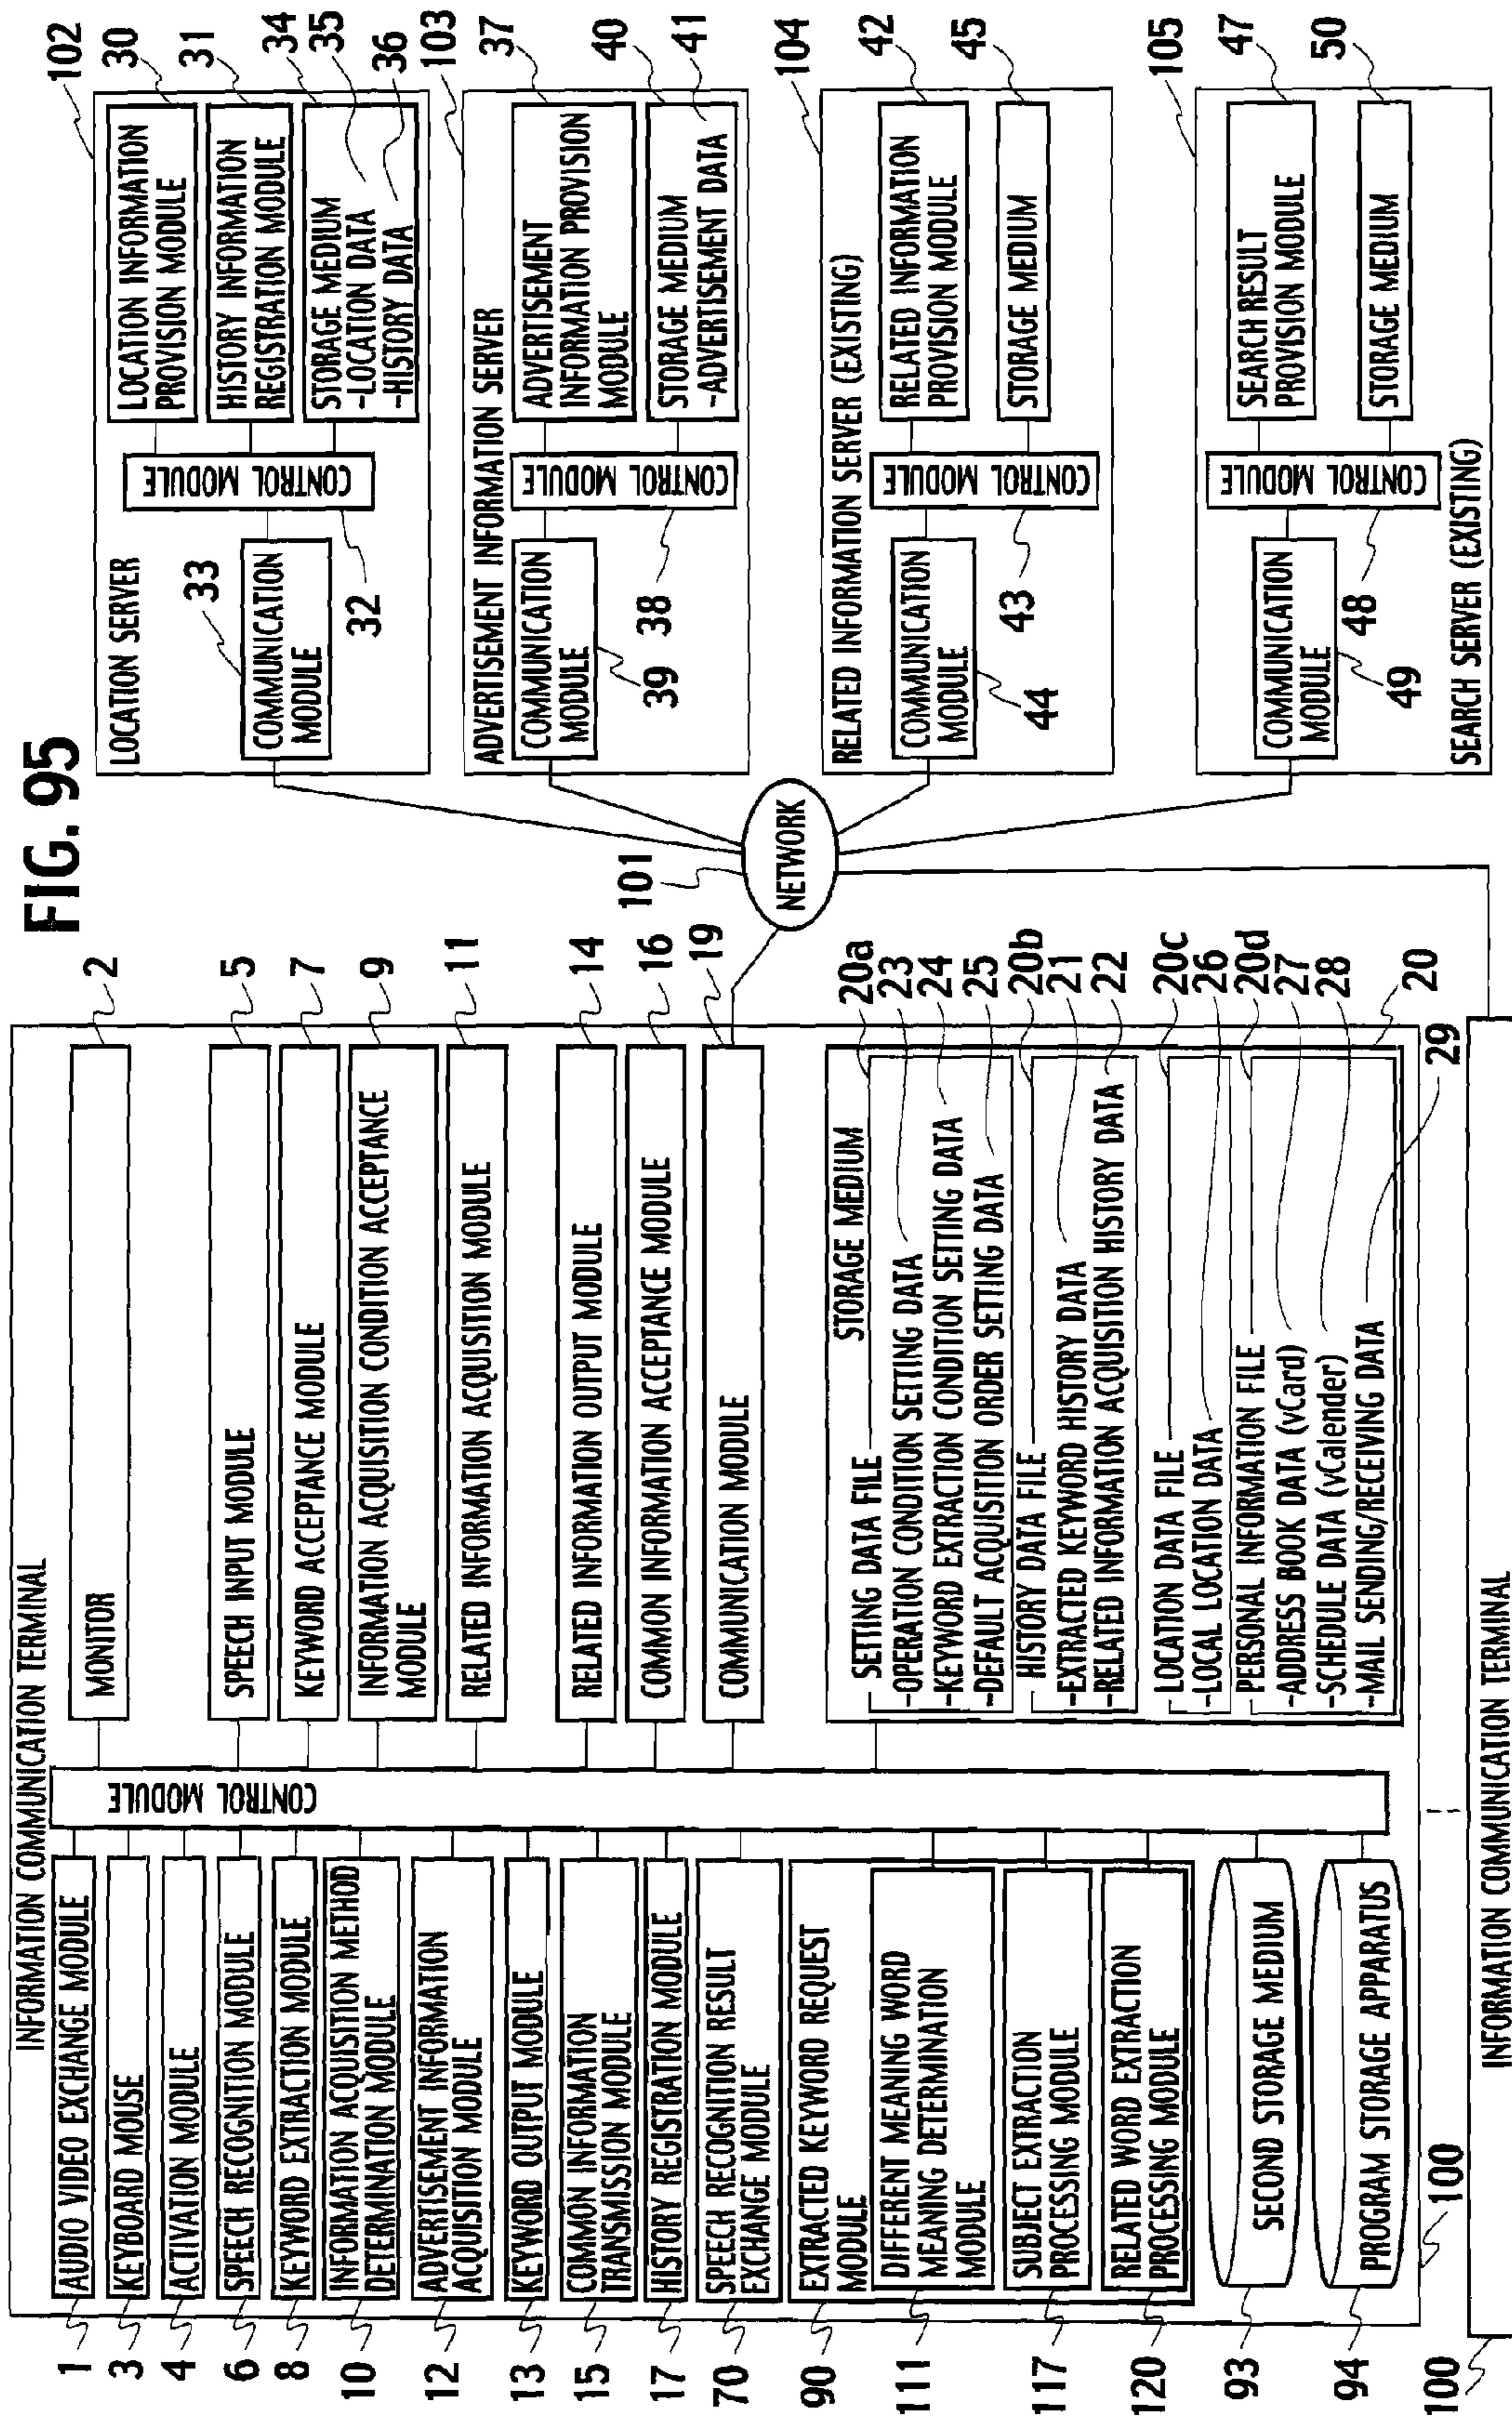 FIG. 95
INFORMATION COMMUNICATION TERMINAL
1
AUDIO VIDEO EXCHANGE MODULE
3
KEYBOARD MOUSE
4
ACTIVATION MODULE
6
SPEECH RECOGNITION MODULE
8
KEYWORD EXTRACTION MODULE
10
INFORMATION ACQUISITION METHOD
DETERMINATION MODULE
12
ADVERTISEMENT INFORMATION
ACQUISITION MODULE
13
KEYWORD OUTPUT MODULE
15
COMMON INFORMATION
TRANSMISSION MODULE
17
HISTORY REGISTRATION MODULE
70
SPEECH RECOGNITION RESULT
EXCHANGE MODULE
90
EXTRACTED KEYWORD REQUEST
MODULE
111
DIFFERENT MEANING WORD
MEANING DETERMINATION
MODULE
117
SUBJECT EXTRACTION
PROCESSING MODULE
120
RELATED WORD EXTRACTION
PROCESSING MODULE
93
SECOND STORAGE MEDIUM
94
PROGRAM STORAGE APPARATUS
100
CONTROL MODULE
MONITOR
2
SPEECH INPUT MODULE
5
KEYWORD ACCEPTANCE MODULE
7
INFORMATION ACQUISITION CONDITION ACCEPTANCE
MODULE
9
RELATED INFORMATION ACQUISITION MODULE
11
RELATED INFORMATION OUTPUT MODULE
14
COMMON INFORMATION ACCEPTANCE MODULE
16
COMMUNICATION MODULE
19
STORAGE MEDIUM
SETTING DATA FILE
20a
-OPERATION CONDITION SETTING DATA
23
-KEYWORD EXTRACTION CONDITION SETTING DATA
24
-DEFAULT ACQUISITION ORDER SETTING DATA
25
HISTORY DATA FILE
20b
-EXTRACTED KEYWORD HISTORY DATA
21
-RELATED INFORMATION ACQUISITION HISTORY DATA
22
LOCATION DATA FILE
20c
-LOCAL LOCATION DATA
26
PERSONAL INFORMATION FILE
20d
-ADDRESS BOOK DATA (vCard)
27
-SCHEDULE DATA (vCalender)
28
-MAIL SENDING/RECEIVING DATA
20
29
INFORMATION COMMUNICATION TERMINAL
100
101
NETWORK
LOCATION SERVER
102
33
COMMUNICATION
MODULE
CONTROL MODULE
32
LOCATION INFORMATION
PROVISION MODULE
30
HISTORY INFORMATION
REGISTRATION MODULE
31
STORAGE MEDIUM
-LOCATION DATA
-HISTORY DATA
34
35
36
ADVERTISEMENT INFORMATION SERVER
103
COMMUNICATION
MODULE
39
CONTROL MODULE
38
ADVERTISEMENT
INFORMATION PROVISION
MODULE
37
STORAGE MEDIUM
-ADVERTISEMENT DATA
40
41
RELATED INFORMATION SERVER (EXISTING)
104
COMMUNICATION
MODULE
44
CONTROL MODULE
43
RELATED INFORMATION
PROVISION MODULE
42
STORAGE MEDIUM
45
105
COMMUNICATION
MODULE
49
CONTROL MODULE
48
SEARCH RESULT
PROVISION MODULE
47
STORAGE MEDIUM
50
SEARCH SERVER (EXISTING)